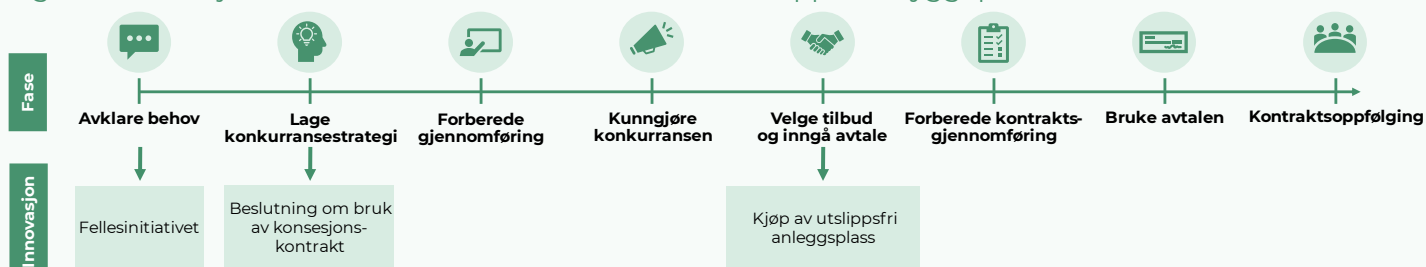 Fase
Avklare behov
Lage
konkurransestrategi
Forberede
gjennomføring
Kunngjøre
konkurransen
Velge tilbud
og inngå avtale
Forberede kontrakts-
gjennomføring
Bruke avtalen
Kontraktsoppfølging
Innovasjon
Fellesinitiativet
Beslutning om bruk
av konsesjons-
kontrakt
Kjøp av utslippsfri
anleggsplass